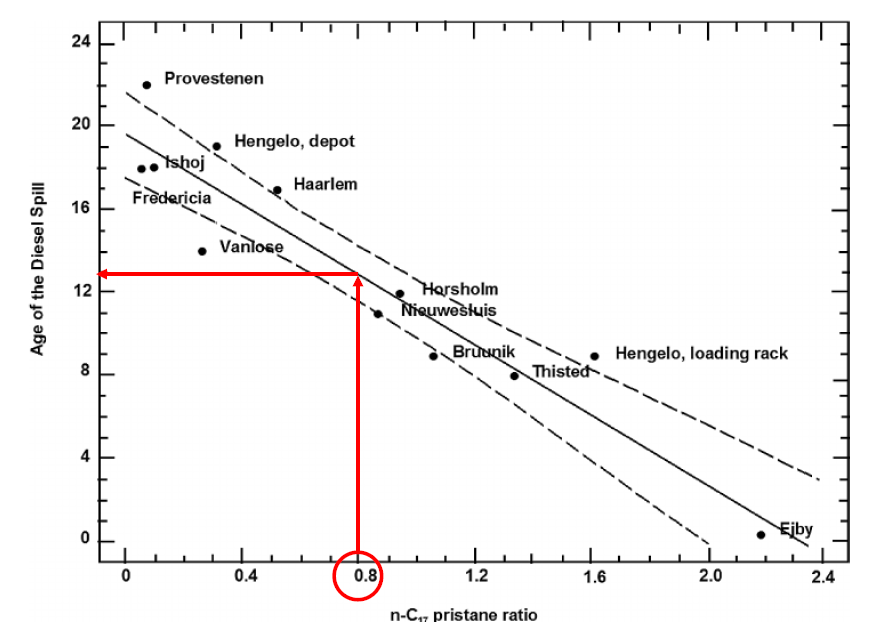 24
Provestenen
20
Hengelo, depot
Ishoj
Haarlem
Fredericia
16
Vanlose
12
Horsholm
Nieuwesluis
Bruunik
Hengelo, loading rack
Thisted
8
4
0
Ejby
Age of the Diesel Spill
0 0.4 0.8 1.2 1.6 2.0 2.4
n-C17 pristane ratio